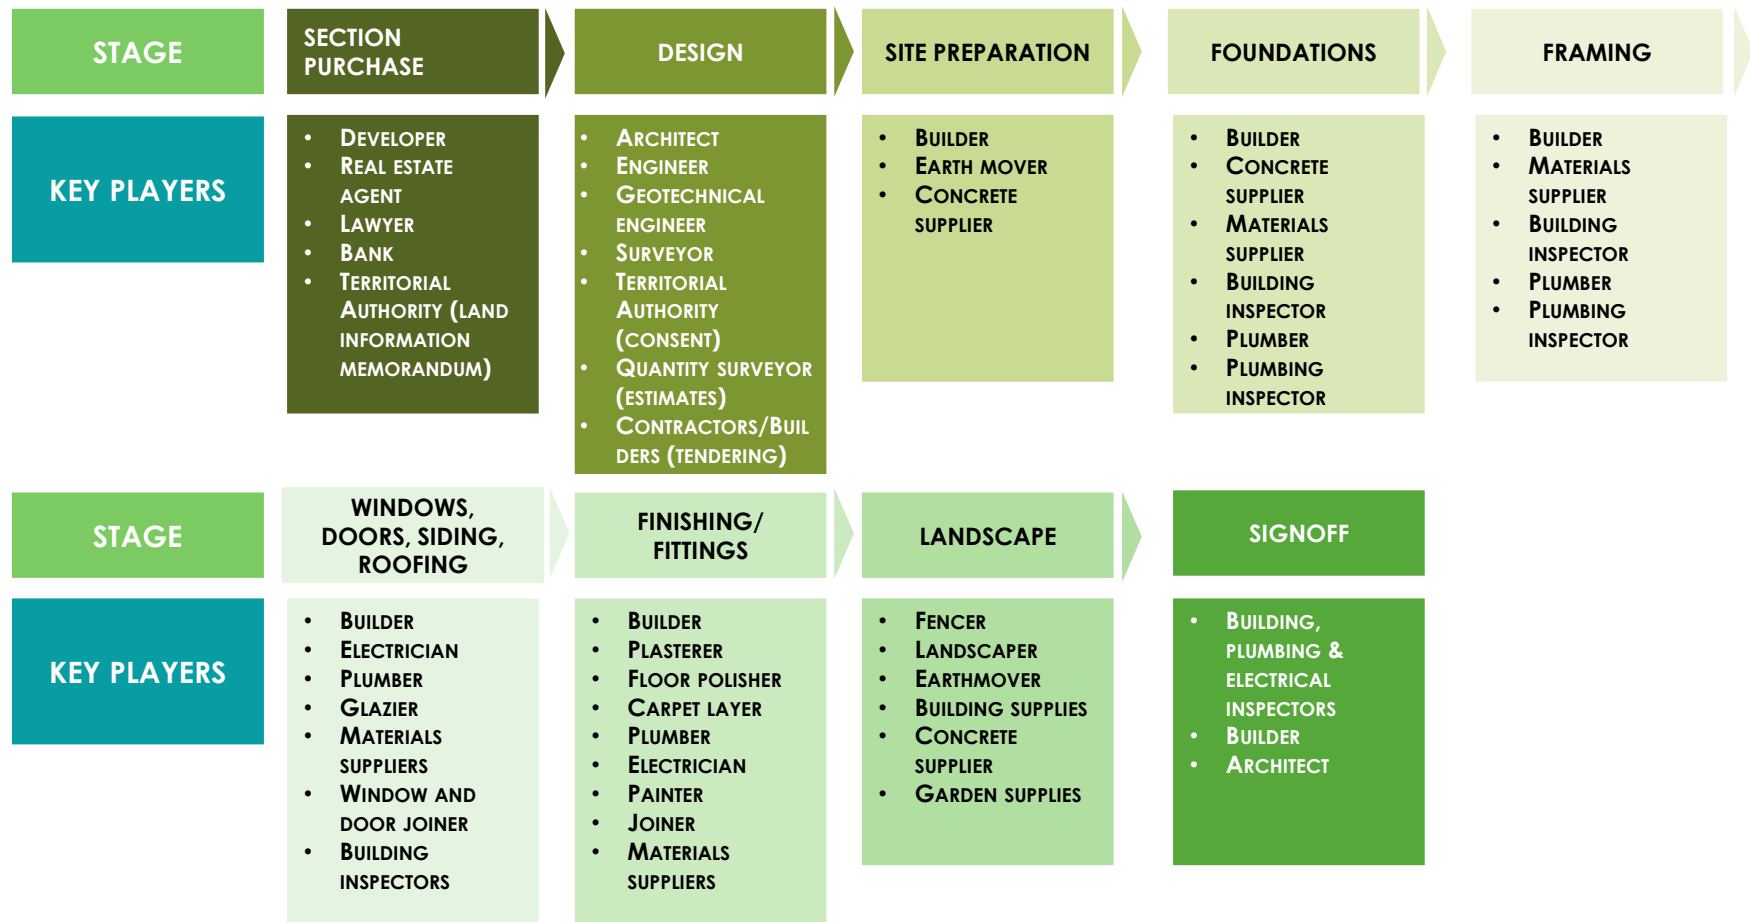 STAGE
SECTION
PURCHASE
DESIGN
SITE PREPARATION
FOUNDATIONS
FRAMING
KEY PLAYERS
• DEVELOPER
• REAL ESTATE
AGENT
• LAWYER
• BANK
• TERRITORIAL
AUTHORITY (LAND
INFORMATION
MEMORANDUM)
• ARCHITECT
• ENGINEER
• GEOTECHNICAL
ENGINEER
• SURVEYOR
• TERRITORIAL
AUTHORITY
(CONSENT)
• QUANTITY SURVEYOR
(ESTIMATES)
• CONTRACTORS/BUIL
DERS (TENDERING)
• BUILDER
• EARTH MOVER
• CONCRETE
SUPPLIER
• BUILDER
• CONCRETE
SUPPLIER
• MATERIALS
SUPPLIER
• BUILDING
INSPECTOR
• PLUMBER
• PLUMBING
INSPECTOR
• BUILDER
• MATERIALS
SUPPLIER
• BUILDING
INSPECTOR
• PLUMBER
• PLUMBING
INSPECTOR
STAGE
WINDOWS,
DOORS, SIDING,
ROOFING
FINISHING/
FITTINGS
LANDSCAPE
SIGNOFF
KEY PLAYERS
• BUILDER
• ELECTRICIAN
• PLUMBER
• GLAZIER
• MATERIALS
SUPPLIERS
• WINDOW AND
DOOR JOINER
• BUILDING
INSPECTORS
• BUILDER
• PLASTERER
• FLOOR POLISHER
• CARPET LAYER
• PLUMBER
• ELECTRICIAN
• PAINTER
• JOINER
• MATERIALS
SUPPLIERS
• FENCER
• LANDSCAPER
• EARTHMOVER
• BUILDING SUPPLIES
• CONCRETE
SUPPLIER
• GARDEN SUPPLIES
• BUILDING,
PLUMBING &
ELECTRICAL
INSPECTORS
• BUILDER
• ARCHITECT